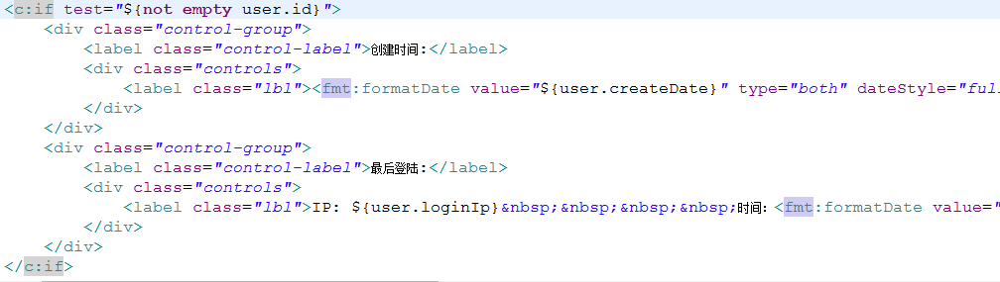 <c:if test="${not empty user.id}">
<div class="control-group">
<label class="control-label">创建时间:</label>
<div class="controls">
<label class="lbl"><fmt:formatDate value="${user.createDate}" type="both" dateStyle="full
</div>
</div>
<div class="control-group">
<label class="control-label">最后登陆:</label>
<div class="controls">
<label class="lbl">IP: ${user.loginIp}&nbsp;&nbsp;&nbsp;&nbsp;时间：<fmt:formatDate value="
</div>
</div>
</c:if>